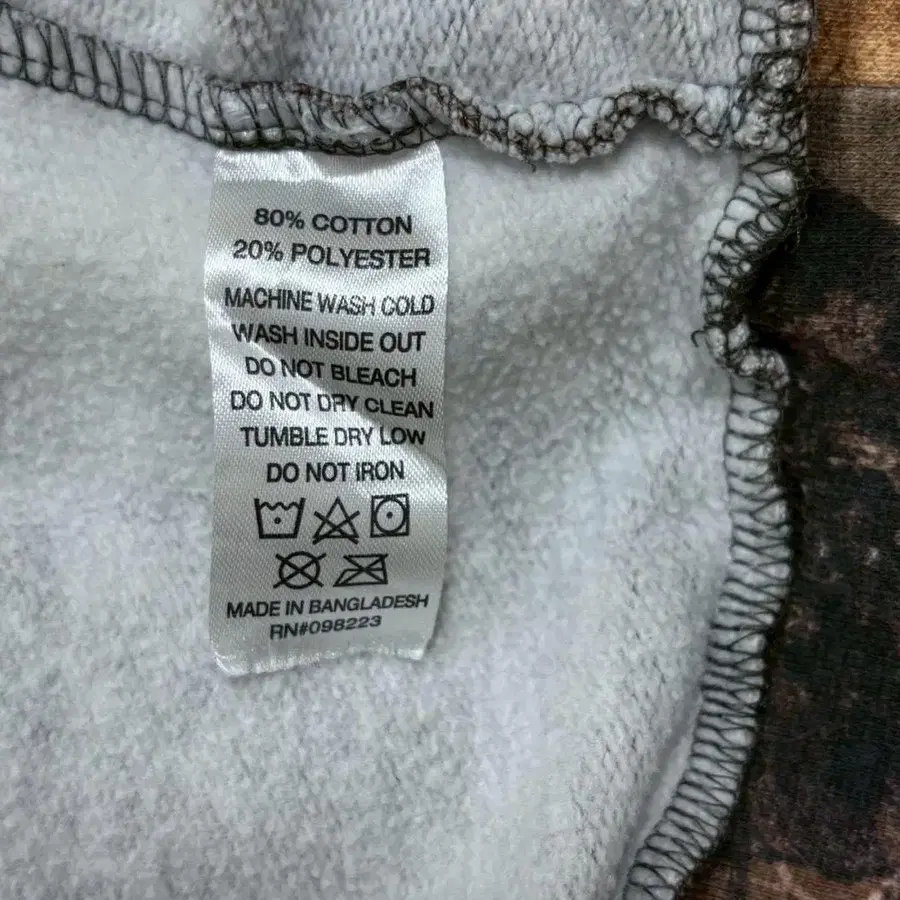 80% COTTON
20% POLYESTER
MACHINE WASH COLD
WASH INSIDE OUT
DO NOT BLEACH
DO NOT DRY CLEAN
TUMBLE DRY LOW
DO NOT IRON
MADE IN BANGLADESH
RN#098223